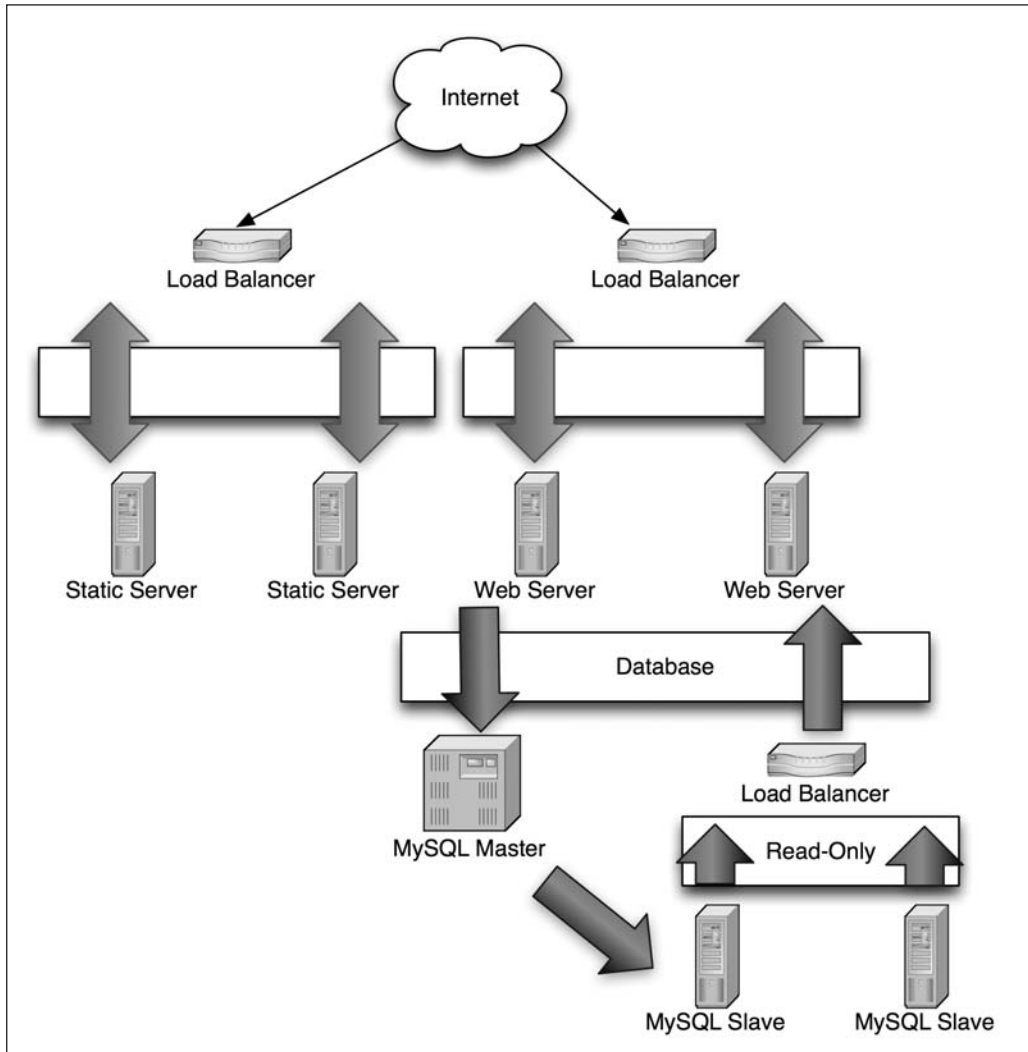 Internet
Load Balancer
Load Balancer
Static Server
Static Server
Web Server
Web Server
Database
MySQL Master
Load Balancer
Read-Only
MySQL Slave
MySQL Slave